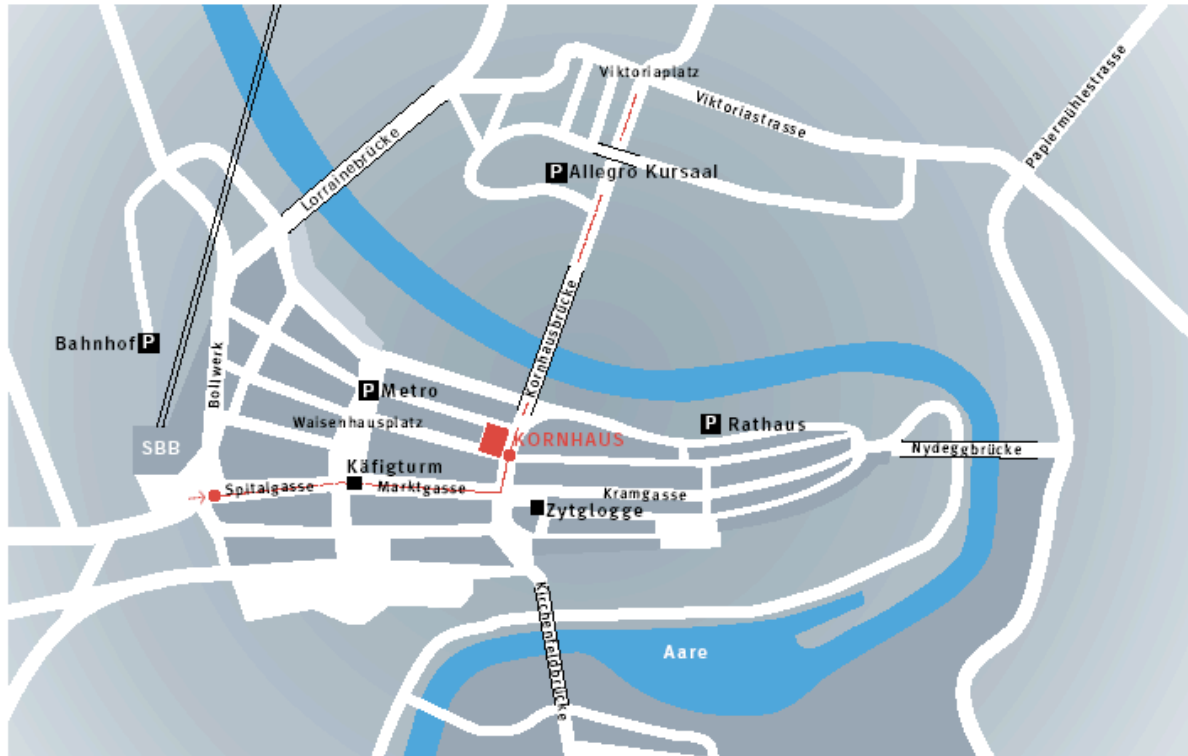 Viktoriaplatz
Viktoriastrasse
Papiermühlestrasse
Lorrainebrücke
P Allegro Kursaal
Kornhausbrücke
Bahnhof P
Bollwerk
P Metro
Waisenhausplatz
KORNHAUS
P Rathaus
SBB
Nydeggbrücke
Käfigturm
Spitalgasse
Marktgasse
Kramgasse
Zytglogge
Kirchenfeldbrücke
Aare